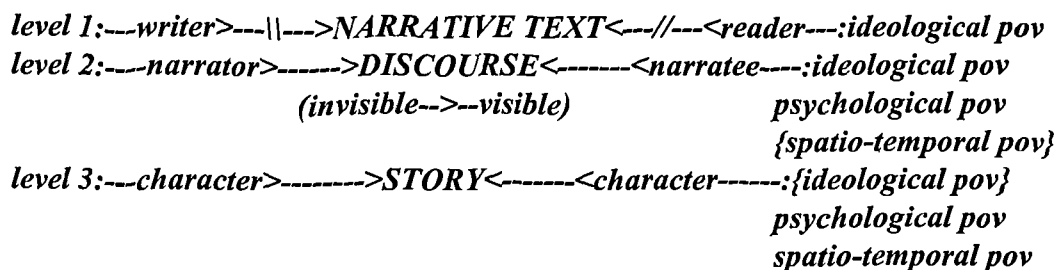 level 1:---writer>---\\--->NARRATIVE TEXT<---//---<reader---:ideological pov
level 2:----narrator>------->DISCOURSE<-------<narratee----:ideological pov
(invisible-->--visible) psychological pov
{spatio-temporal pov}
level 3:---character>-------->STORY<-------<character------:{ideological pov}
psychological pov
spatio-temporal pov